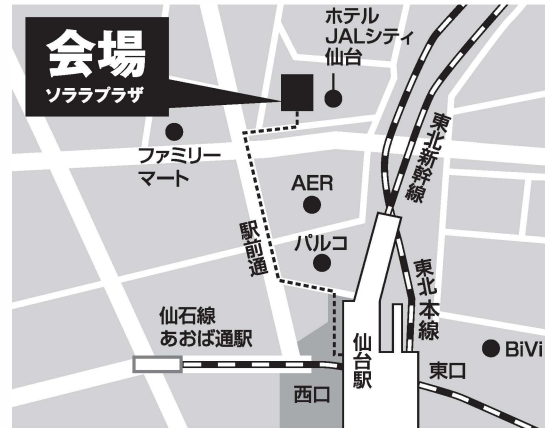 会場
ソララプラザ
ホテル
JALシティ
仙台
ファミリー
マート
AER
パルコ
駅前通
東北新幹線
東北本線
仙石線
あおば通駅
仙台駅
西口
東口
BiVi